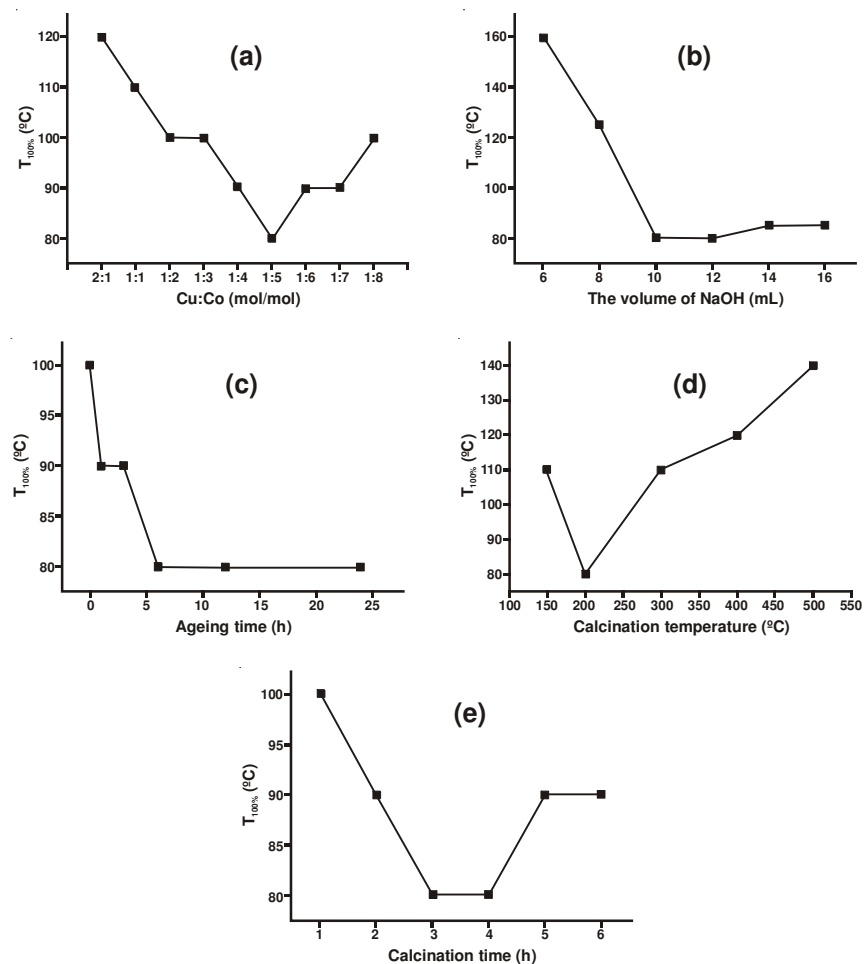 (a)
120
110
100
90
80
T100% (ºC)
2:1 1:1 1:2 1:3 1:4 1:5 1:6 1:7 1:8
Cu:Co (mol/mol)
(b)
160
140
120
100
80
T100% (ºC)
6 8 10 12 14 16
The volume of NaOH (mL)
(c)
100
95
90
85
80
T100% (ºC)
0 5 10 15 20 25
Ageing time (h)
(d)
140
130
120
110
100
90
80
T100% (ºC)
100 150 200 250 300 350 400 450 500 550
Calcination temperature (ºC)
(e)
100
95
90
85
80
T100% (ºC)
1 2 3 4 5 6
Calcination time (h)